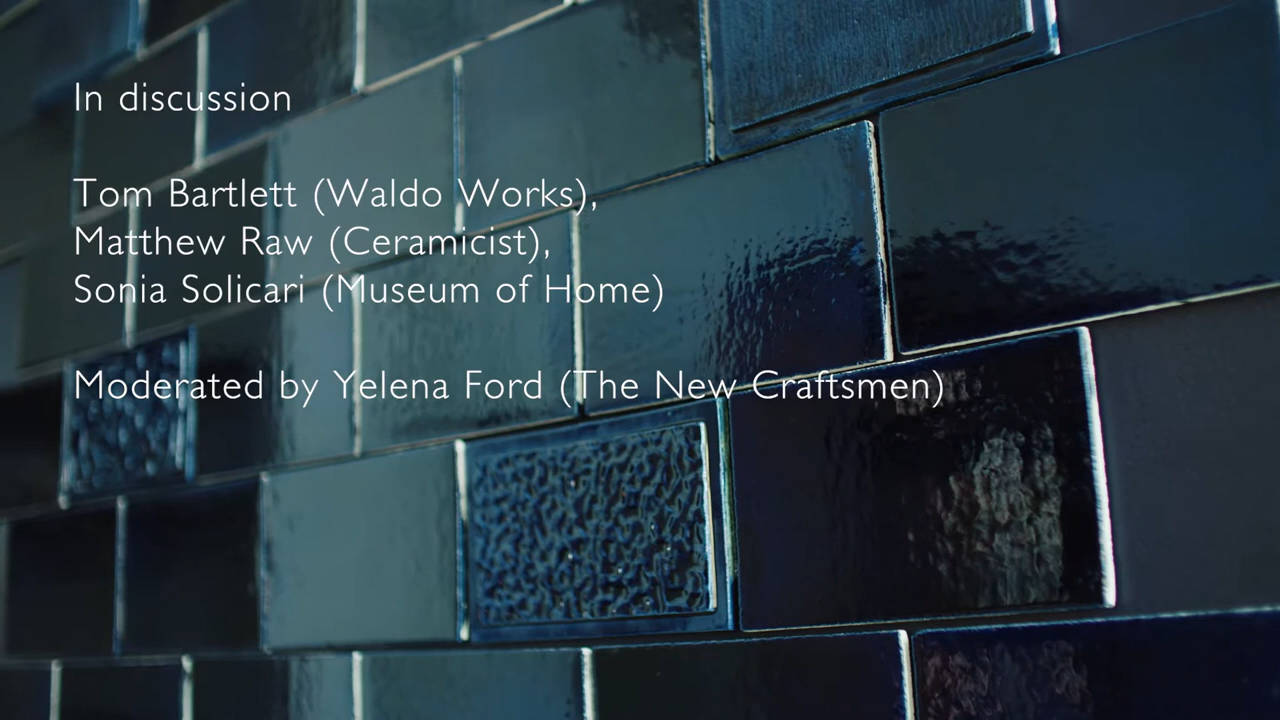 In discussion
Tom Bartlett (Waldo Works),
Matthew Raw (Ceramicist),
Sonia Solicari (Museum of Home)
Moderated by Yelena Ford (The New Craftsmen)